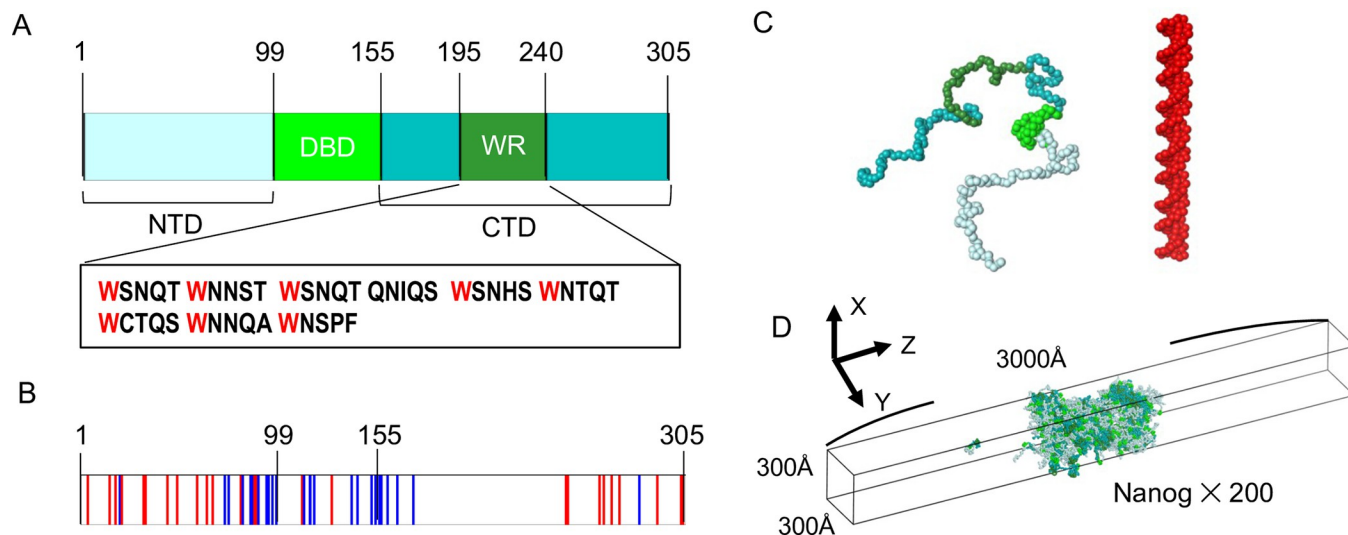 A
1 99 155 195 240 305
DBD WR
NTD CTD
WSNQT WNNST WSNQT QNIQS WSNHS WNTQT
WCTQS WNNQA WNSPF
B
1 99 155 305
C
D
X
Z
Y
3000Å
300Å
300Å
Nanog × 200